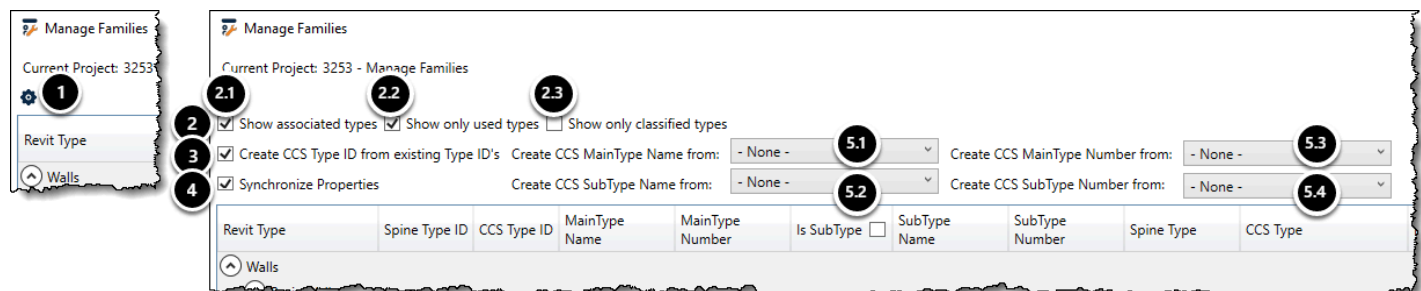 Manage Families
Current Project: 3253
1
Revit Type
Walls
Manage Families
Current Project: 3253 - Manage Families
2.1 2.2 2.3
2 Show associated types Show only used types Show only classified types
3 Create CCS Type ID from existing Type ID's Create CCS MainType Name from: - None - 5.1 Create CCS MainType Number from: - None - 5.3
4 Synchronize Properties Create CCS SubType Name from: - None - 5.2 Create CCS SubType Number from: - None - 5.4
Revit Type Spine Type ID CCS Type ID MainType Name MainType Number Is SubType SubType Name SubType Number Spine Type CCS Type
Walls